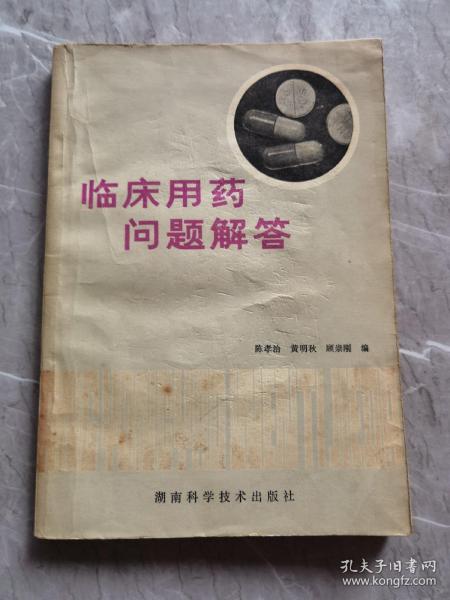 临床用药
问题解答
陈孝治 黄明秋 顾崇刚 编
湖南科学技术出版社
孔夫子旧书网
www.kongfz.com